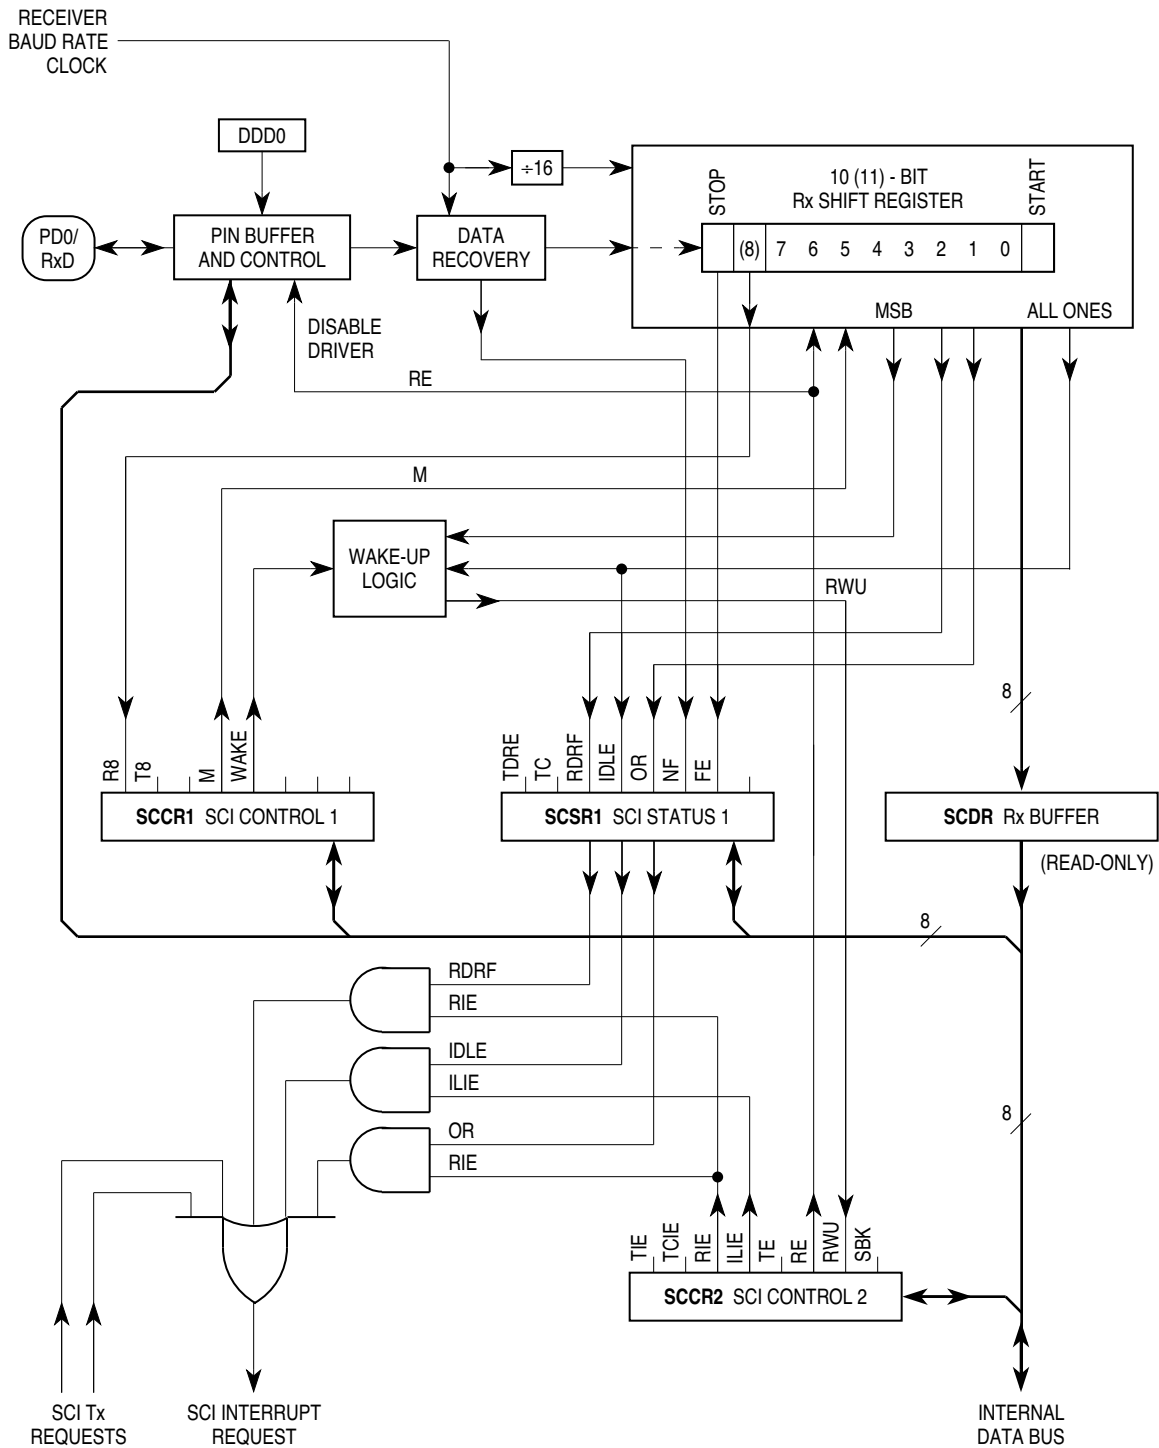 RECEIVER
BAUD RATE
CLOCK
DDD0
÷16
STOP
10 (11) - BIT
Rx SHIFT REGISTER
START
PD0/
RxD
PIN BUFFER
AND CONTROL
DATA
RECOVERY
(8) 7 6 5 4 3 2 1 0
MSB
ALL ONES
DISABLE
DRIVER
RE
M
WAKE-UP
LOGIC
RWU
8
R8
T8
M
WAKE
TDRE
TC
RDRF
IDLE
OR
NF
FE
SCCR1 SCI CONTROL 1
SCSR1 SCI STATUS 1
SCDR Rx BUFFER
(READ-ONLY)
8
RDRF
RIE
IDLE
ILIE
OR
RIE
8
TIE
TCIE
RIE
ILIE
TE
RE
RWU
SBK
SCCR2 SCI CONTROL 2
SCI Tx
REQUESTS
SCI INTERRUPT
REQUEST
INTERNAL
DATA BUS